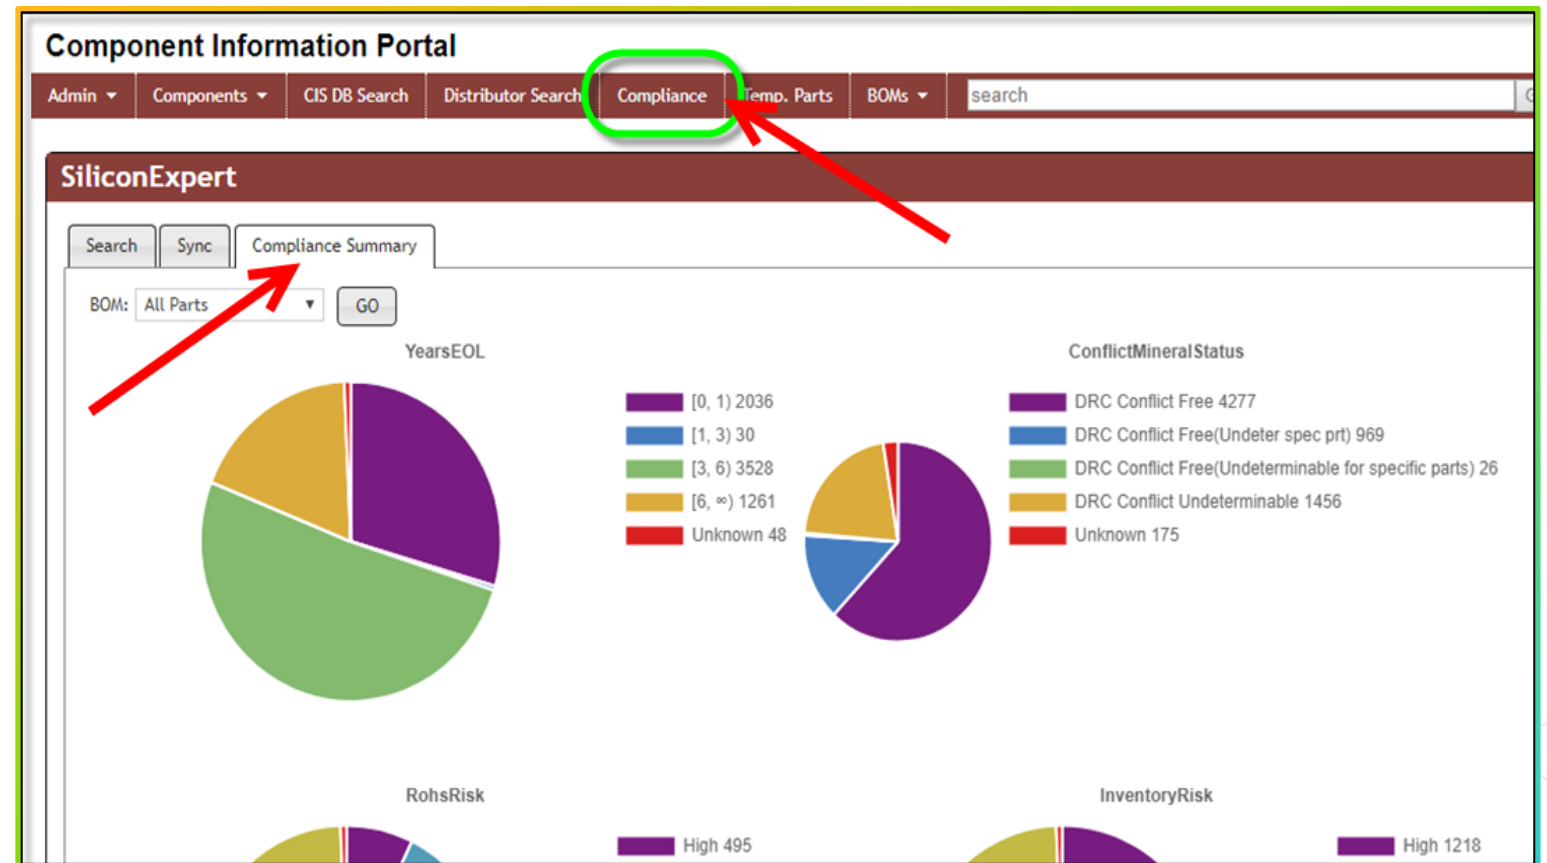 Component Information Portal
Admin Components CIS DB Search Distributor Search Compliance Temp. Parts BOMs search
SiliconExpert
Search Sync Compliance Summary
BOM: All Parts GO
YearsEOL
[0, 1) 2036
[1, 3) 30
[3, 6) 3528
[6, ∞) 1261
Unknown 48
ConflictMineralStatus
DRC Conflict Free 4277
DRC Conflict Free(Undeter spec prt) 969
DRC Conflict Free(Undeterminable for specific parts) 26
DRC Conflict Undeterminable 1456
Unknown 175
RohsRisk
High 495
InventoryRisk
High 1218